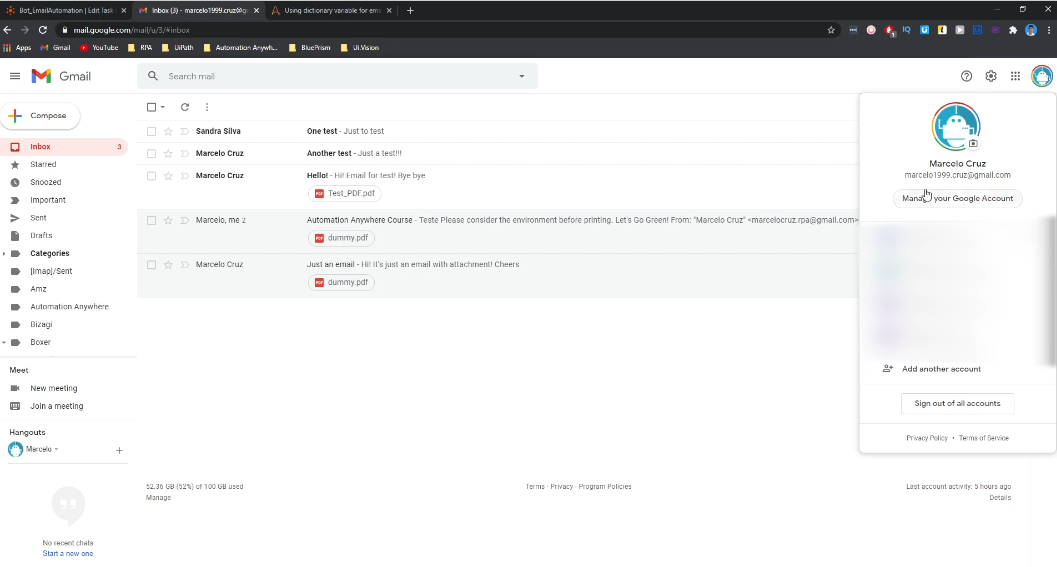 Bot_EmailAutomation | Edit Task
Inbox (3) - marcelo1999.cruz@gm
Using dictionary variable for ema
mail.google.com/mail/u/3/#inbox
Apps Gmail YouTube RPA UiPath Automation Anywh... BluePrism Ui.Vision
Gmail
Search mail
Compose
Inbox 3
Starred
Snoozed
Important
Sent
Drafts
Categories
[Imap]/Sent
Amz
Automation Anywhere
Bizagi
Boxer
Meet
New meeting
Join a meeting
Hangouts
Marcelo
No recent chats
Start a new one
Sandra Silva One test - Just to test
Marcelo Cruz Another test - Just a test!!!
Marcelo Cruz Hello! - Hi! Email for test! Bye bye
PDF Test_PDF.pdf
Marcelo, me 2 Automation Anywhere Course - Teste Please consider the environment before printing. Let's Go Green! From: "Marcelo Cruz" <marcelocruz.rpa@gmail.com>
PDF dummy.pdf
Marcelo Cruz Just an email - Hi! It's just an email with attachment! Cheers
PDF dummy.pdf
52.36 GB (52%) of 100 GB used
Manage
Terms · Privacy · Program Policies
Last account activity: 5 hours ago
Details
Marcelo Cruz
marcelo1999.cruz@gmail.com
Manage your Google Account
Add another account
Sign out of all accounts
Privacy Policy • Terms of Service